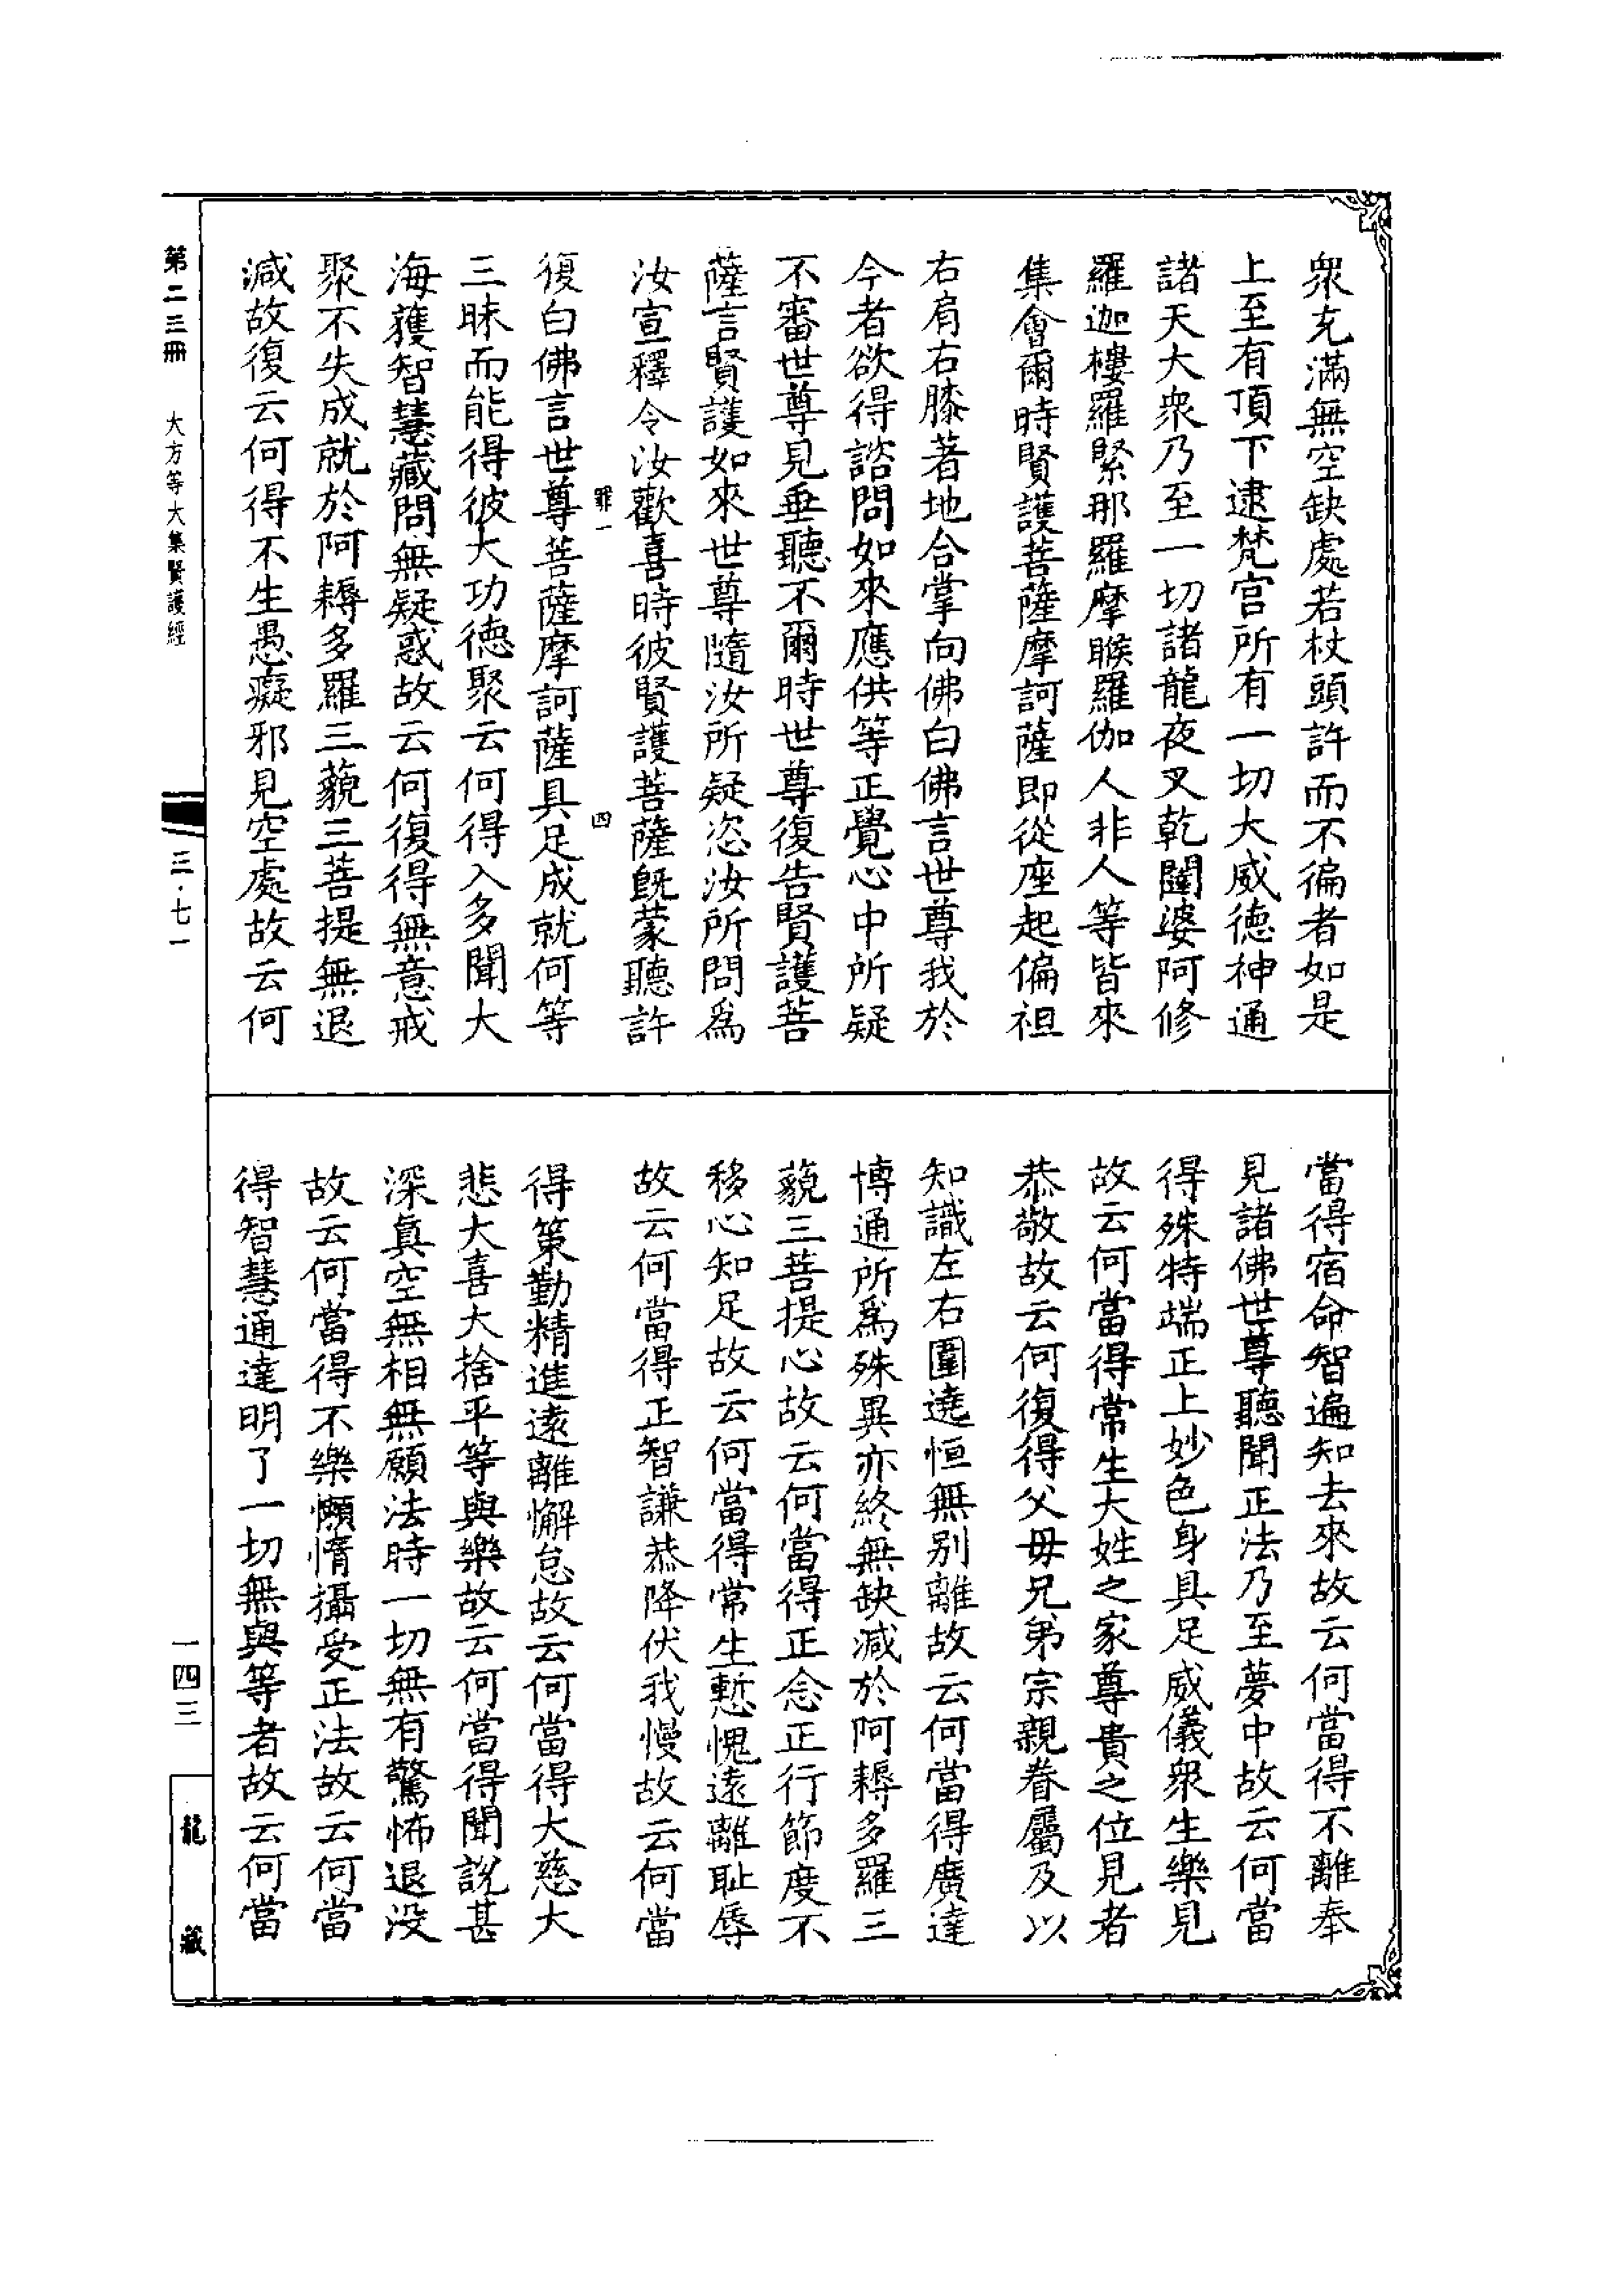 眾充滿無空缺處若杖頭許而不徧者如是
上至有頂下逮梵宮所有一切大威德神通
諸天大眾乃至一切諸龍夜叉乾闥婆阿修
羅迦樓羅緊那羅摩睺羅伽人非人等皆來
集會爾時賢護菩薩摩訶薩即從座起偏袒
右肩右膝著地合掌向佛白佛言世尊我於
今者欲得諮問如來應供等正覺心中所疑
不審世尊見垂聽不爾時世尊復告賢護菩
薩言賢護如來世尊隨汝所疑恣汝所問爲
汝宣釋令汝歡喜時彼賢護菩薩旣蒙聽許
四
復白佛言世尊菩薩摩訶薩具足成就何等
三昧而能得彼大功德聚云何得入多聞大
海獲智慧藏問無疑惑故云何復得無意戒
聚不失成就於阿耨多羅三藐三菩提無退
減故復云何得不生愚癡邪見空處故云何
當得宿命智遍知去來故云何當得不離奉
見諸佛世尊聽聞正法乃至夢中故云何當
得殊特端正上妙色身具足威儀眾生樂見
故云何當得常生大姓之家尊貴之位見者
恭敬故云何復得父母兄弟宗親眷屬及以
知識左右圍遶恒無別離故云何當得廣達
博通所爲殊異亦終無缺減於阿耨多羅三
藐三菩提心故云何當得正念正行節度不
移心知足故云何當得常生慙愧遠離恥辱
故云何當得正智謙恭降伏我慢故云何當
得策勤精進遠離懈怠故云何當得大慈大
悲大喜大捨平等與樂故云何當得聞說甚
深眞空無相無願法時一切無有驚怖退沒
故云何當得不樂懶惰攝受正法故云何當
得智慧通達明了一切無與等者故云何當
第二三冊 大方等大集賢護經
三·七一
一四三
龍藏